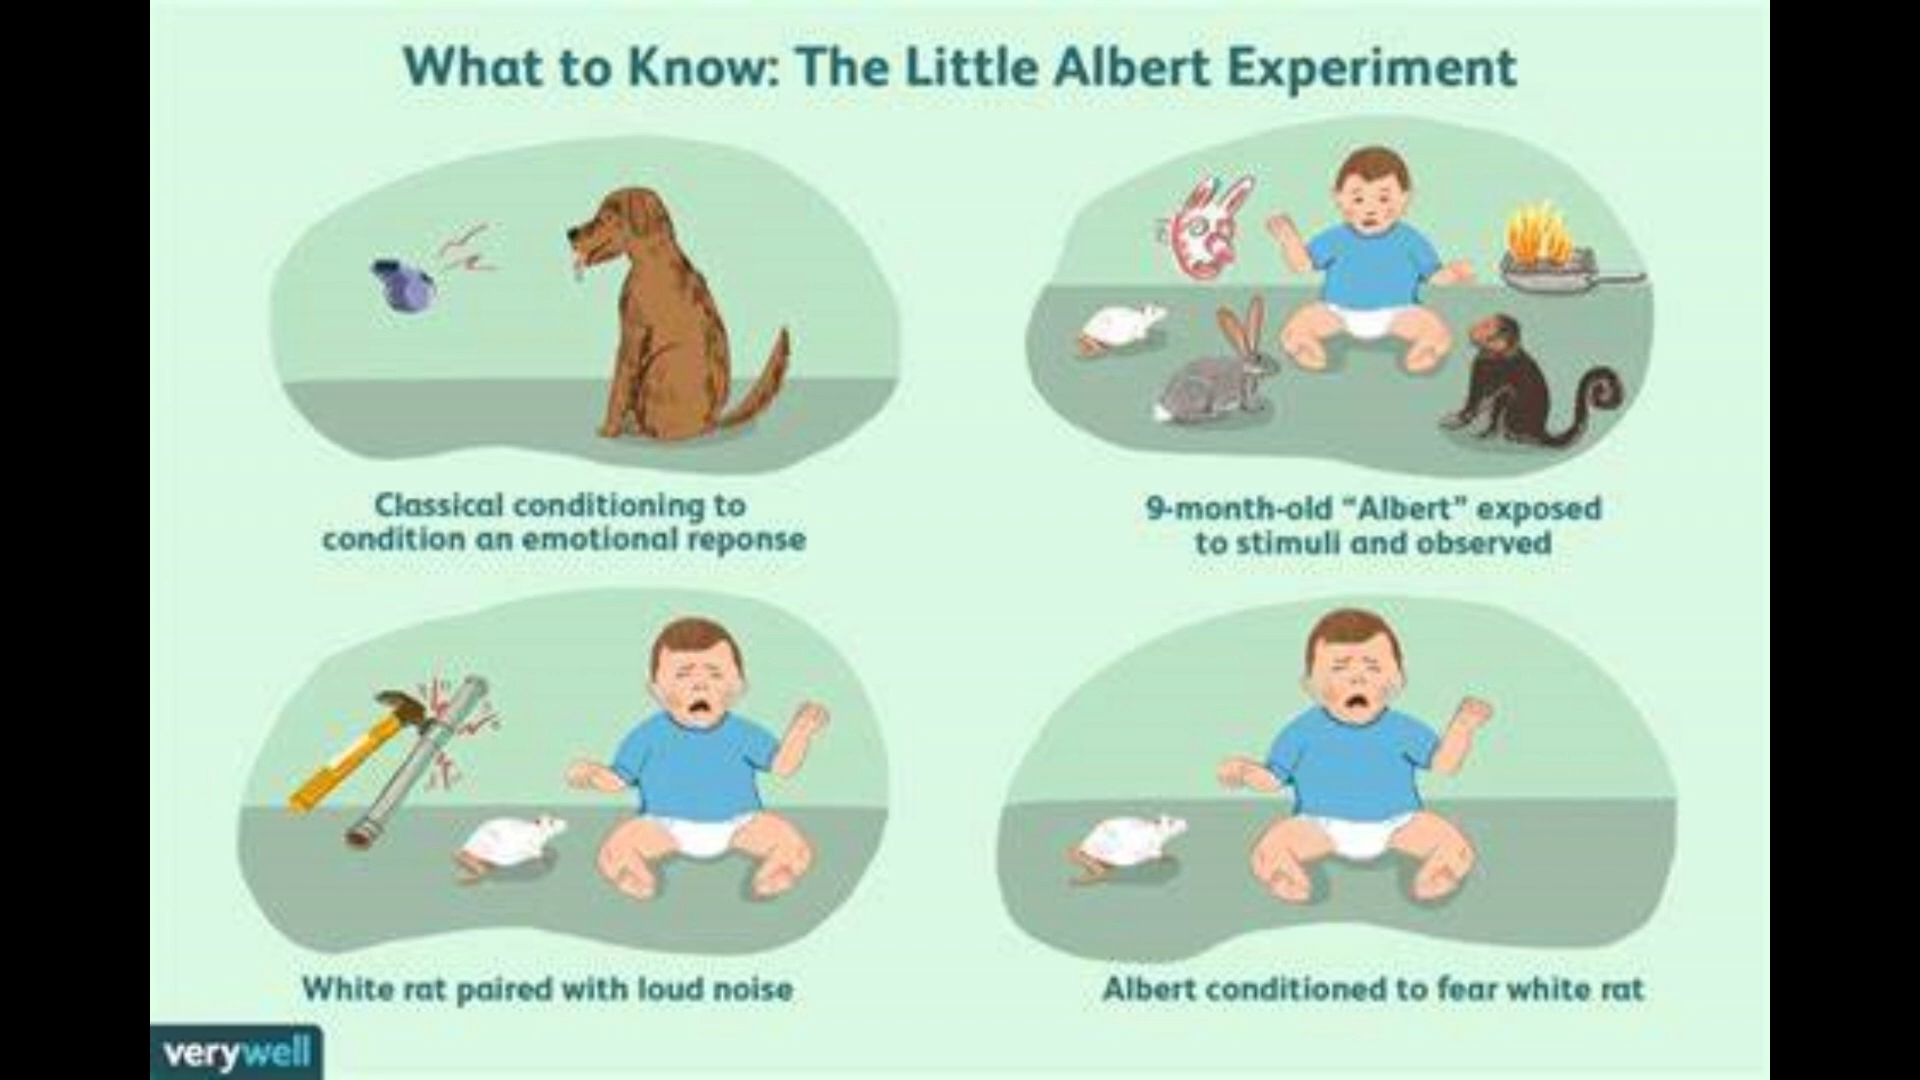 What to Know: The Little Albert Experiment
Classical conditioning to
condition an emotional reponse
9-month-old “Albert” exposed
to stimuli and observed
White rat paired with loud noise
Albert conditioned to fear white rat
verywell